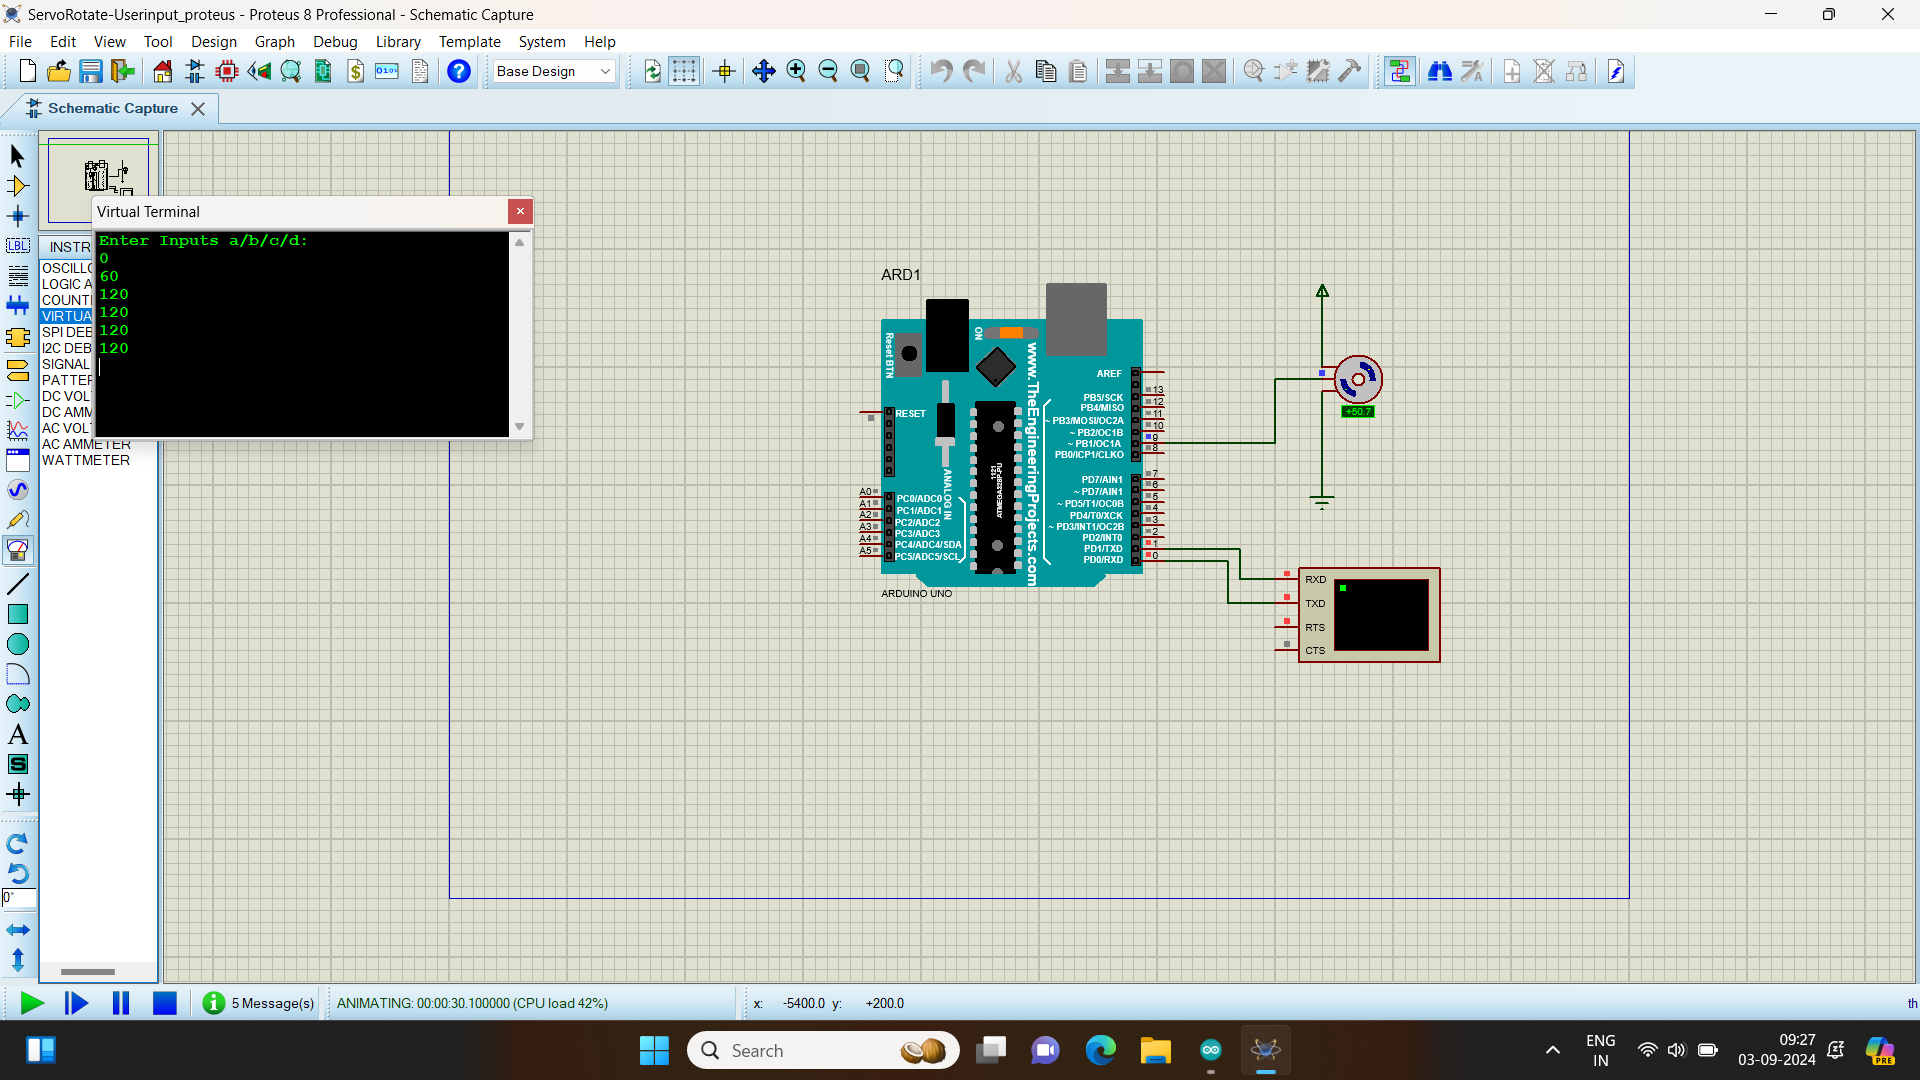 ServoRotate-Userinput_proteus - Proteus 8 Professional - Schematic Capture
File Edit View Tool Design Graph Debug Library Template System Help
Base Design
Schematic Capture
Virtual Terminal
Enter Inputs a/b/c/d:
0
60
120
120
120
120
INSTR
OSCILLO
LOGIC A
COUNT
VIRTUA
SPI DEB
I2C DEB
SIGNAL
PATTER
DC VOL
DC AMM
AC VOL
AC AMMETER
WATTMETER
LBL
A
S
0°
ARD1
Reset BTN
ON
www.TheEngineeringProjects.com
ANALOG IN
ATMEGA328P-PU
1121
RESET
A0 PC0/ADC0
A1 PC1/ADC1
A2 PC2/ADC2
A3 PC3/ADC3
A4 PC4/ADC4/SDA
A5 PC5/ADC5/SCL
AREF
PB5/SCK 13
PB4/MISO 12
~ PB3/MOSI/OC2A 11
~ PB2/OC1B 10
~ PB1/OC1A 9
PB0/ICP1/CLKO 8
PD7/AIN1 7
~ PD7/AIN1 6
~ PD5/T1/OC0B 5
PD4/T0/XCK 4
~ PD3/INT1/OC2B 3
PD2/INT0 2
PD1/TXD 1
PD0/RXD 0
ARDUINO UNO
+50.7
RXD
TXD
RTS
CTS
5 Message(s)
ANIMATING: 00:00:30.100000 (CPU load 42%)
x: -5400.0 y: +200.0
th
Search
ENG
IN
09:27
03-09-2024
PRE